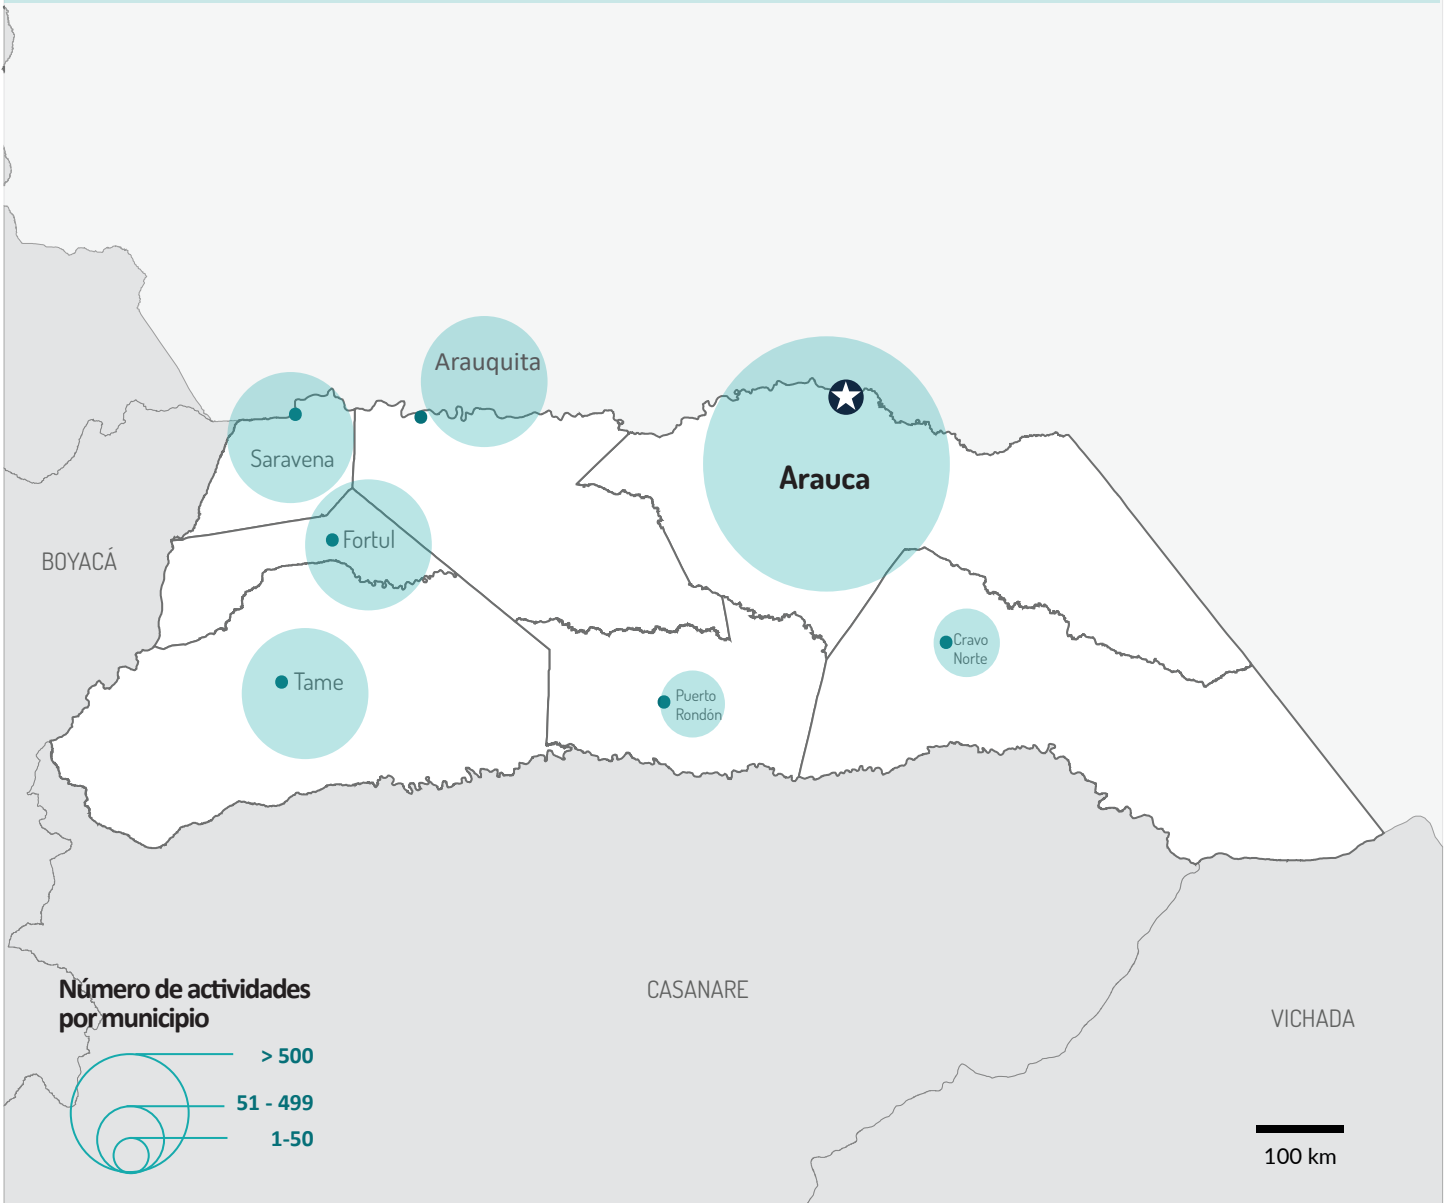 Arauquita
Saravena
Arauca
Fortul
BOYACÁ
Cravo
Norte
Tame
Puerto
Rondón
CASANARE
VICHADA
Número de actividades
por municipio
> 500
51 - 499
1-50
100 km